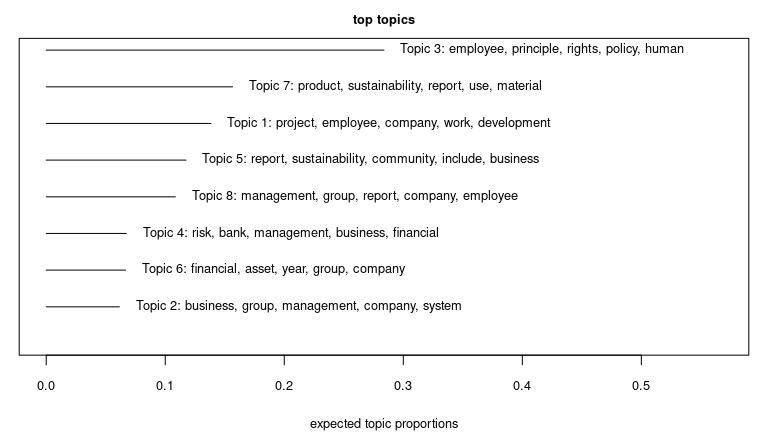 top topics
Topic 3: employee, principle, rights, policy, human
Topic 7: product, sustainability, report, use, material
Topic 1: project, employee, company, work, development
Topic 5: report, sustainability, community, include, business
Topic 8: management, group, report, company, employee
Topic 4: risk, bank, management, business, financial
Topic 6: financial, asset, year, group, company
Topic 2: business, group, management, company, system
0.0 0.1 0.2 0.3 0.4 0.5
expected topic proportions